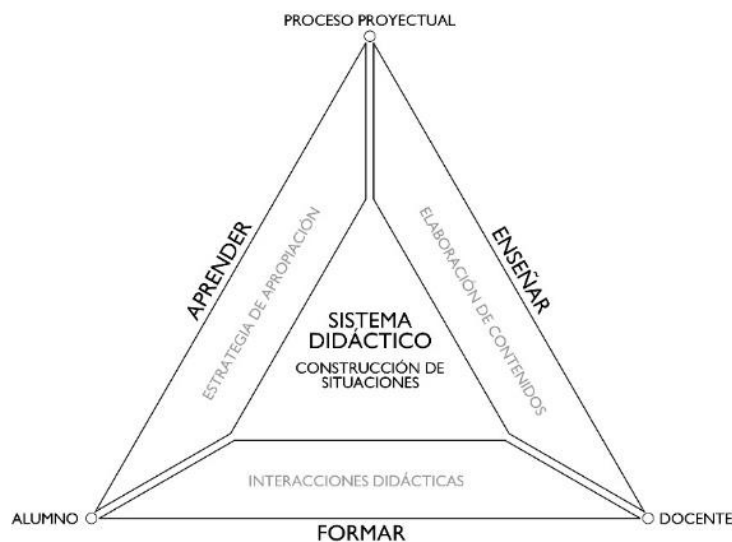 PROCESO PROYECTUAL
APRENDER
ESTRATEGIA DE APROPIACIÓN
ELABORACIÓN DE CONTENIDOS
ENSEÑAR
SISTEMA
DIDÁCTICO
CONSTRUCCIÓN DE
SITUACIONES
INTERACCIONES DIDÁCTICAS
ALUMNO
DOCENTE
FORMAR